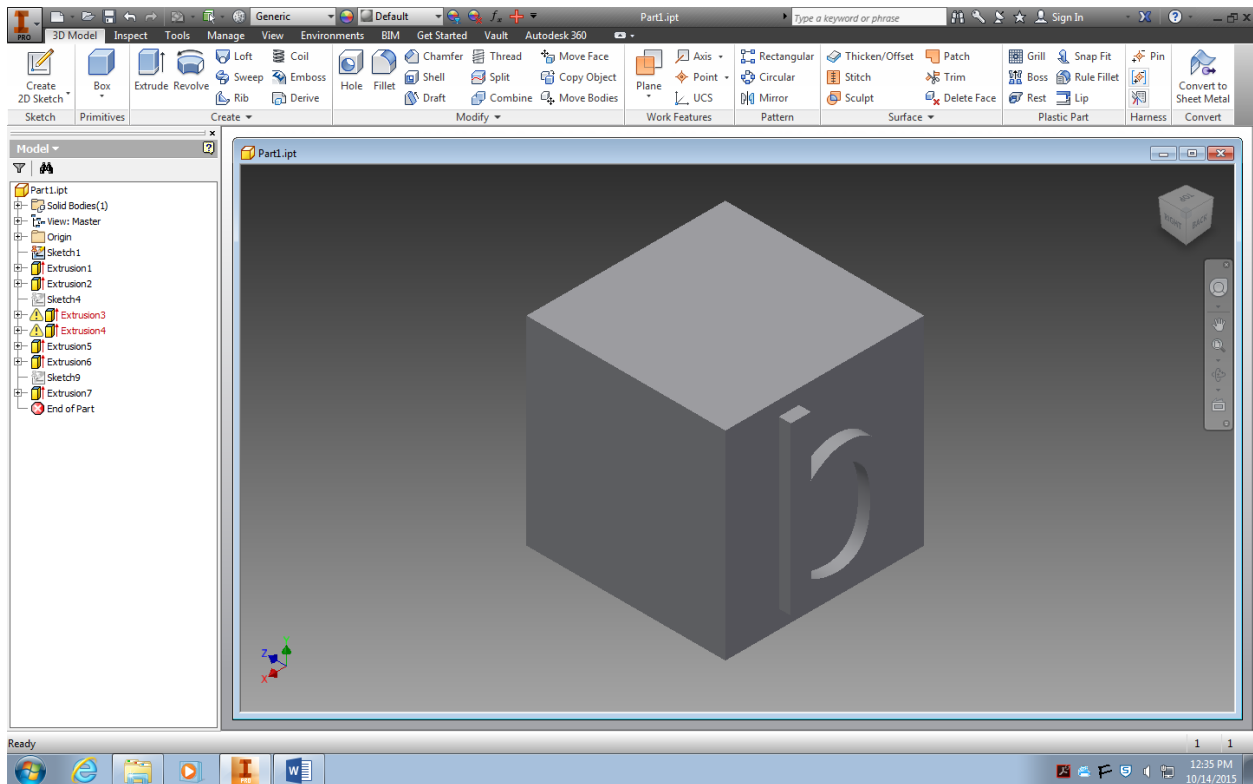 Generic Default fx Part1.ipt Type a keyword or phrase Sign In
PRO 3D Model Inspect Tools Manage View Environments BIM Get Started Vault Autodesk 360
Loft Coil Chamfer Thread Move Face Axis Rectangular Thicken/Offset Patch Grill Snap Fit Pin
Sweep Emboss Shell Split Copy Object Point Circular Stitch Trim Boss Rule Fillet
Create 2D Sketch Box Extrude Revolve Rib Derive Hole Fillet Draft Combine Move Bodies Plane UCS Mirror Sculpt Delete Face Rest Lip Convert to Sheet Metal
Sketch Primitives Create Modify Work Features Pattern Surface Plastic Part Harness Convert
Model
Part1.ipt
Part1.ipt
Solid Bodies(1)
View: Master
Origin
Sketch1
Extrusion1
Extrusion2
Sketch4
Extrusion3
Extrusion4
Extrusion5
Extrusion6
Sketch9
Extrusion7
End of Part
RIGHT BACK
b
Y
Z
X
Ready 1 1
PRO
12:35 PM
10/14/2015